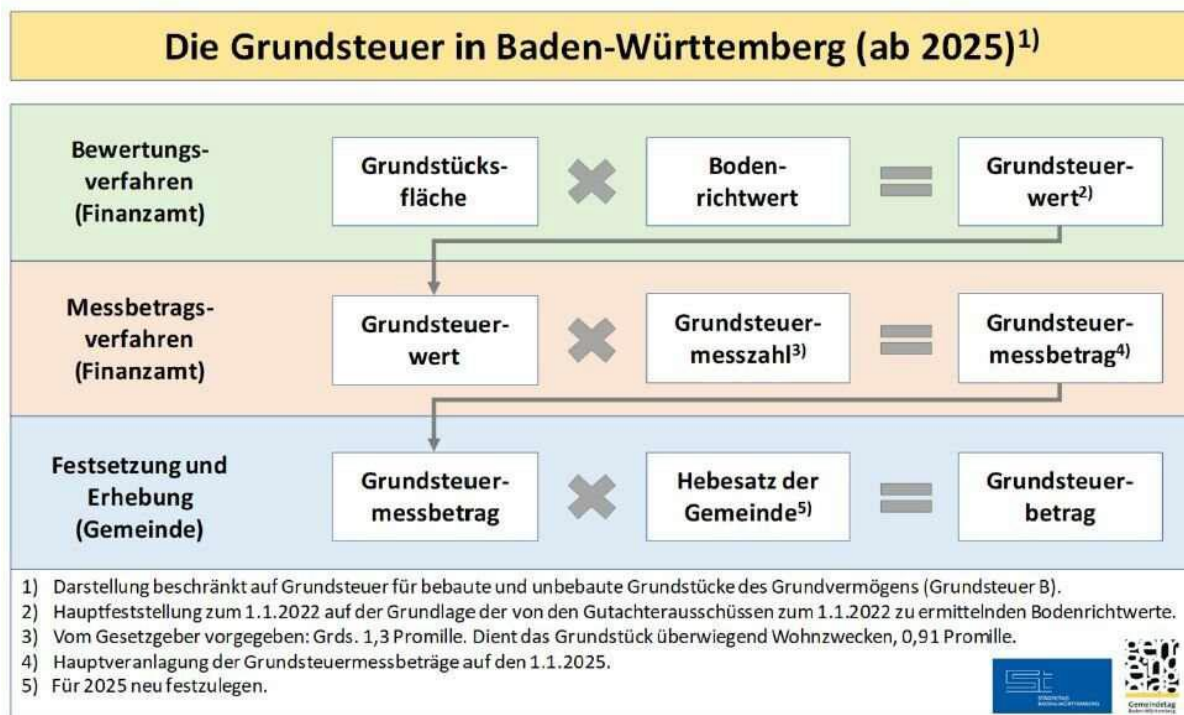 Die Grundsteuer in Baden-Württemberg (ab 2025)1)
Bewertungs-
verfahren
(Finanzamt)
Grundstücks-
fläche
Boden-
richtwert
Grundsteuer-
wert2)
Messbetrags-
verfahren
(Finanzamt)
Grundsteuer-
wert
Grundsteuer-
messzahl3)
Grundsteuer-
messbetrag4)
Festsetzung und
Erhebung
(Gemeinde)
Grundsteuer-
messbetrag
Hebesatz der
Gemeinde5)
Grundsteuer-
betrag
1) Darstellung beschränkt auf Grundsteuer für bebaute und unbebaute Grundstücke des Grundvermögens (Grundsteuer B).
2) Hauptfeststellung zum 1.1.2022 auf der Grundlage der von den Gutachterausschüssen zum 1.1.2022 zu ermittelnden Bodenrichtwerte.
3) Vom Gesetzgeber vorgegeben: Grds. 1,3 Promille. Dient das Grundstück überwiegend Wohnzwecken, 0,91 Promille.
4) Hauptveranlagung der Grundsteuermessbeträge auf den 1.1.2025.
5) Für 2025 neu festzulegen.
STÄDTETAG
BADEN-WÜRTTEMBERG
Gemeindetag
Baden-Württemberg